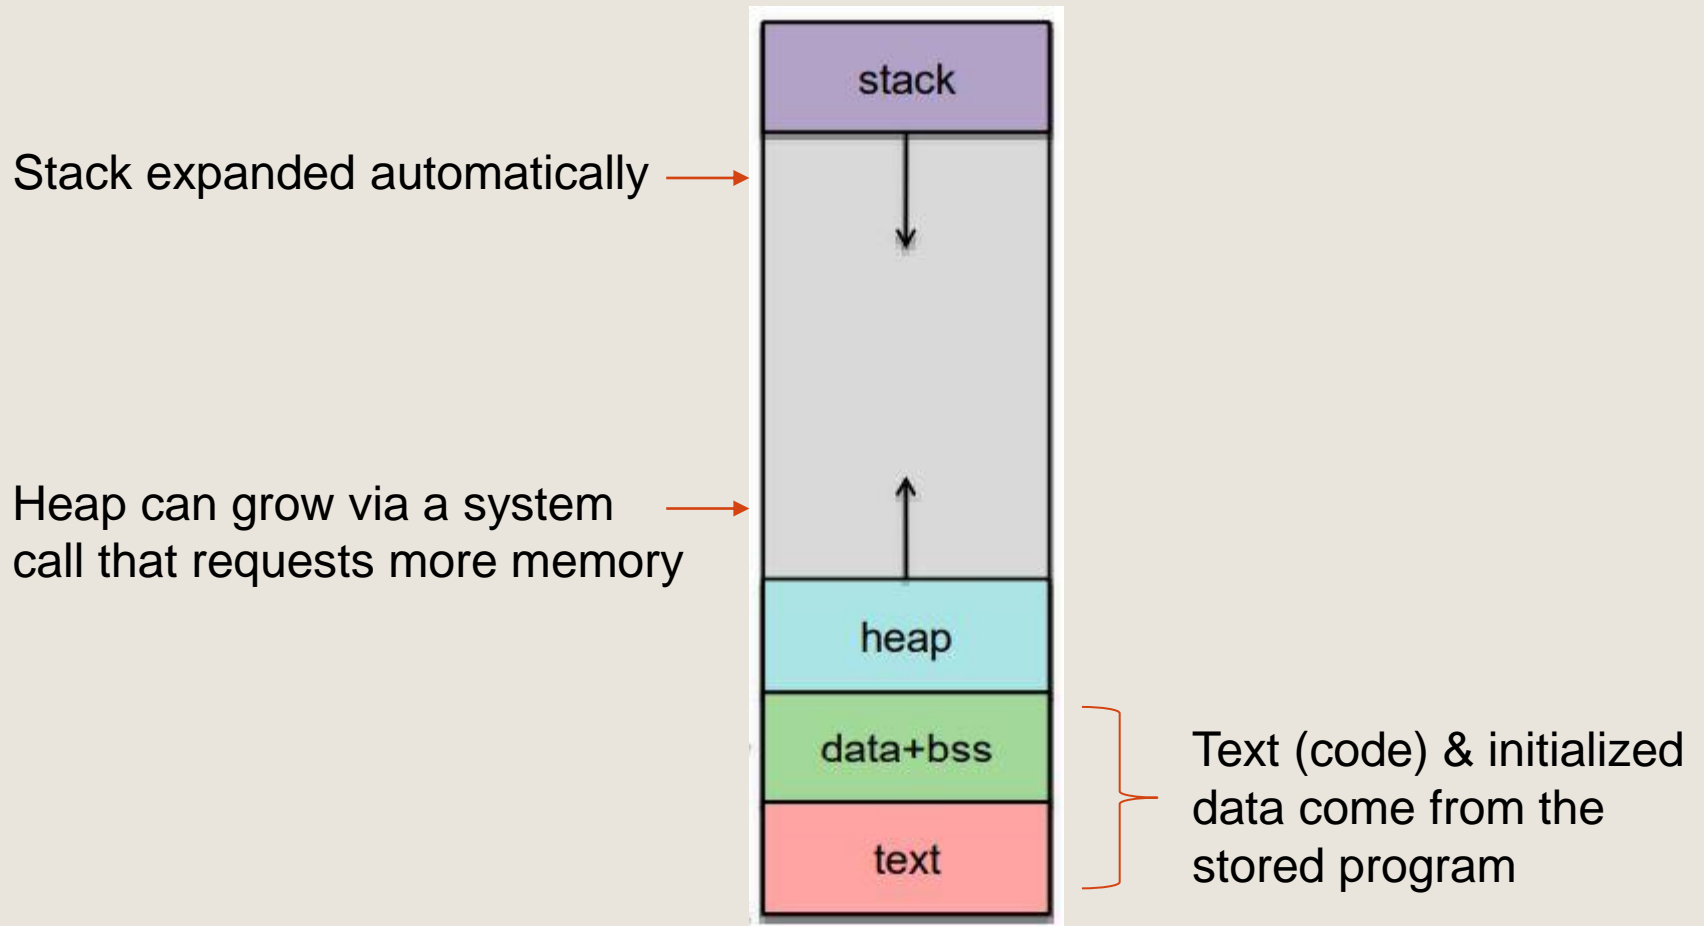 stack
Stack expanded automatically
Heap can grow via a system
call that requests more memory
heap
data+bss
text
Text (code) & initialized
data come from the
stored program